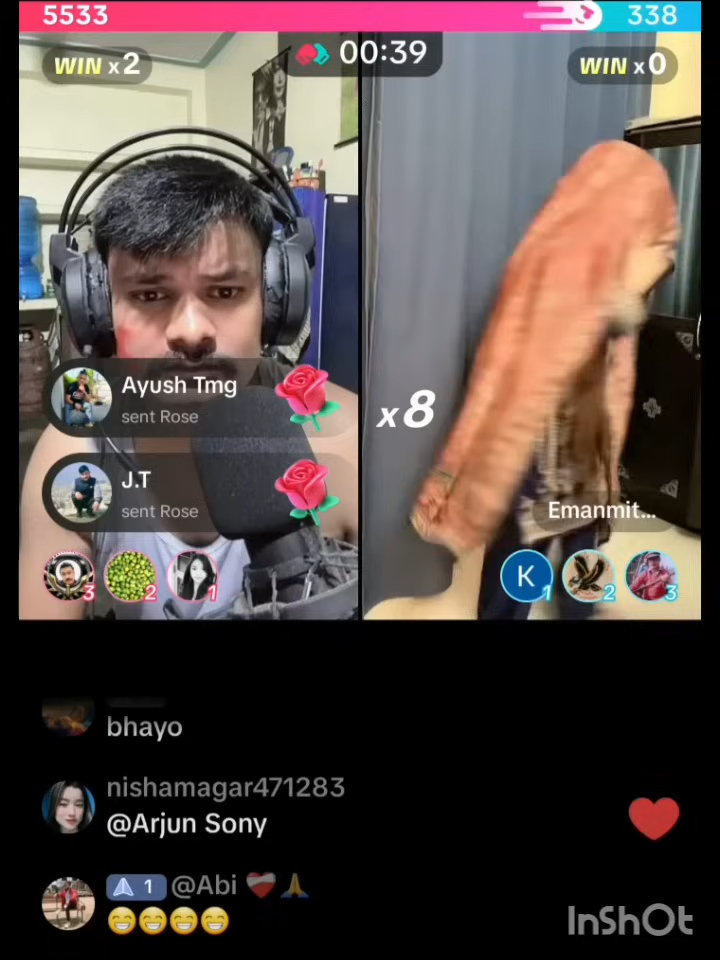 5533
338
WIN x2
00:39
WIN x0
Ayush Tmg
sent Rose
x8
J.T
sent Rose
Emanmit...
3
2
1
K
1
2
3
bhayo
nishamagar471283
@Arjun Sony
1 @Abi ❤️‍🩹🙏
😁😁😁😁
InShOt